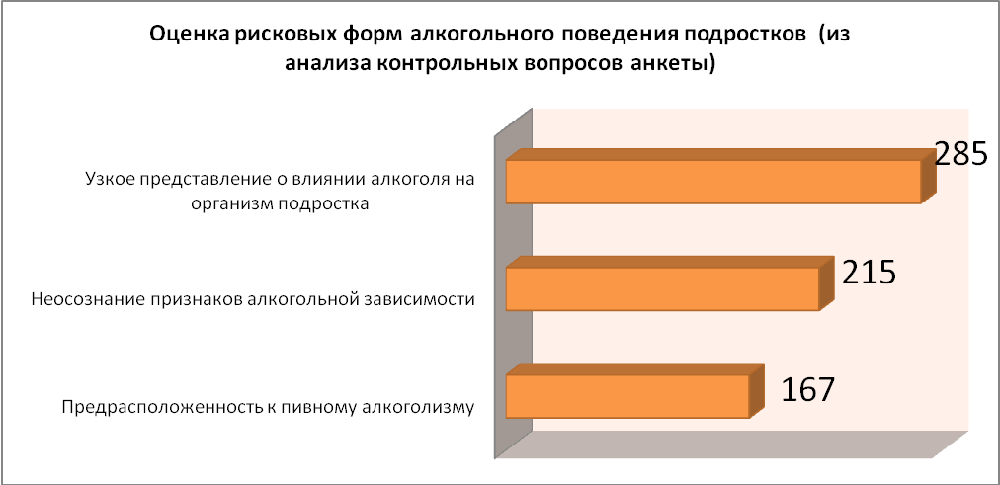 Оценка рисковых форм алкогольного поведения подростков (из
анализа контрольных вопросов анкеты)
Узкое представление о влиянии алкоголя на
организм подростка
285
Неосознание признаков алкогольной зависимости
215
Предрасположенность к пивному алкоголизму
167